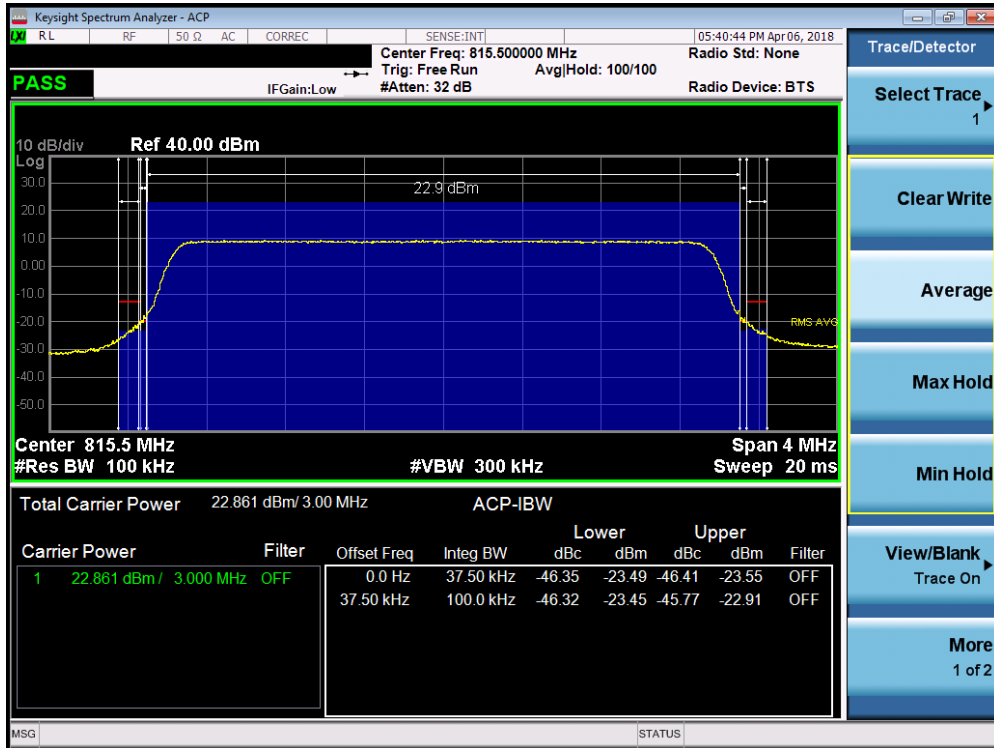 Keysight Spectrum Analyzer - ACP
LXI RL RF 50 Ω AC CORREC SENSE:INT 05:40:44 PM Apr 06, 2018
Center Freq: 815.500000 MHz Radio Std: None
Trig: Free Run Avg|Hold: 100/100
PASS IFGain:Low #Atten: 32 dB Radio Device: BTS
10 dB/div Ref 40.00 dBm
Log
30.0
22.9 dBm
20.0
10.0
0.00
-10.0
-20.0
RMS AVG
-30.0
-40.0
-50.0
Center 815.5 MHz Span 4 MHz
#Res BW 100 kHz #VBW 300 kHz Sweep 20 ms
Total Carrier Power 22.861 dBm/ 3.00 MHz ACP-IBW
Lower Upper
Carrier Power Filter Offset Freq Integ BW dBc dBm dBc dBm Filter
1 22.861 dBm / 3.000 MHz OFF 0.0 Hz 37.50 kHz -46.35 -23.49 -46.41 -23.55 OFF
37.50 kHz 100.0 kHz -46.32 -23.45 -45.77 -22.91 OFF
MSG STATUS
Trace/Detector
Select Trace
1
Clear Write
Average
Max Hold
Min Hold
View/Blank
Trace On
More
1 of 2